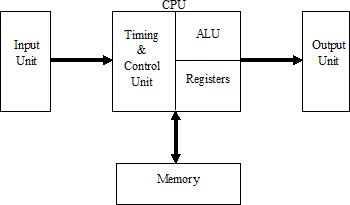 CPU
Input
Unit
Timing
&
Control
Unit
ALU
Registers
Output
Unit
Memory